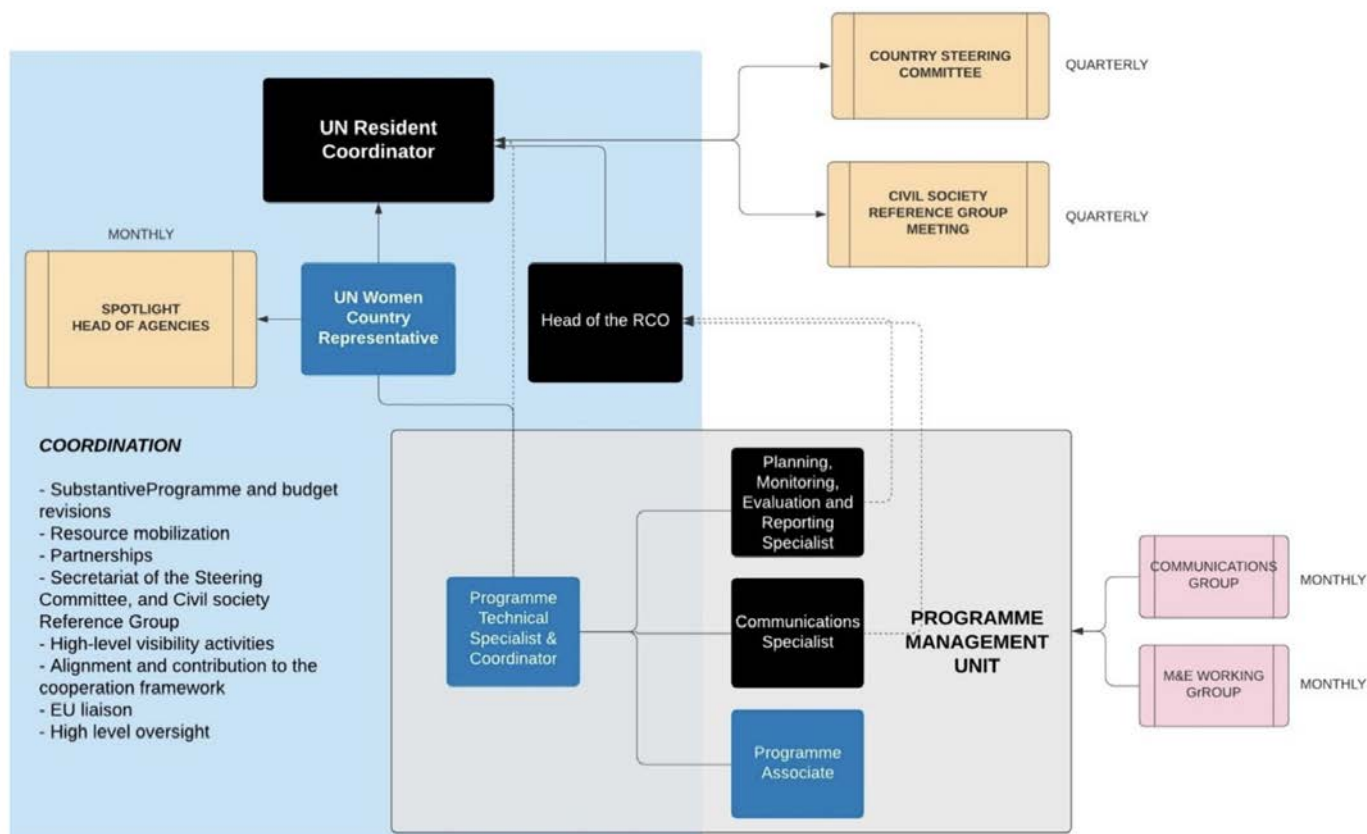 COUNTRY STEERING
COMMITTEE
QUARTERLY
UN Resident
Coordinator
CIVIL SOCIETY
REFERENCE GROUP
MEETING
QUARTERLY
MONTHLY
SPOTLIGHT
HEAD OF AGENCIES
UN Women
Country
Representative
Head of the RCO
COORDINATION
- SubstantiveProgramme and budget
revisions
- Resource mobilization
- Partnerships
- Secretariat of the Steering
Committee, and Civil society
Reference Group
- High-level visibility activities
- Alignment and contribution to the
cooperation framework
- EU liaison
- High level oversight
Planning,
Monitoring,
Evaluation and
Reporting
Specialist
Programme
Technical
Specialist &
Coordinator
Communications
Specialist
Programme
Associate
PROGRAMME
MANAGEMENT
UNIT
COMMUNICATIONS
GROUP
MONTHLY
M&E WORKING
GrROUP
MONTHLY